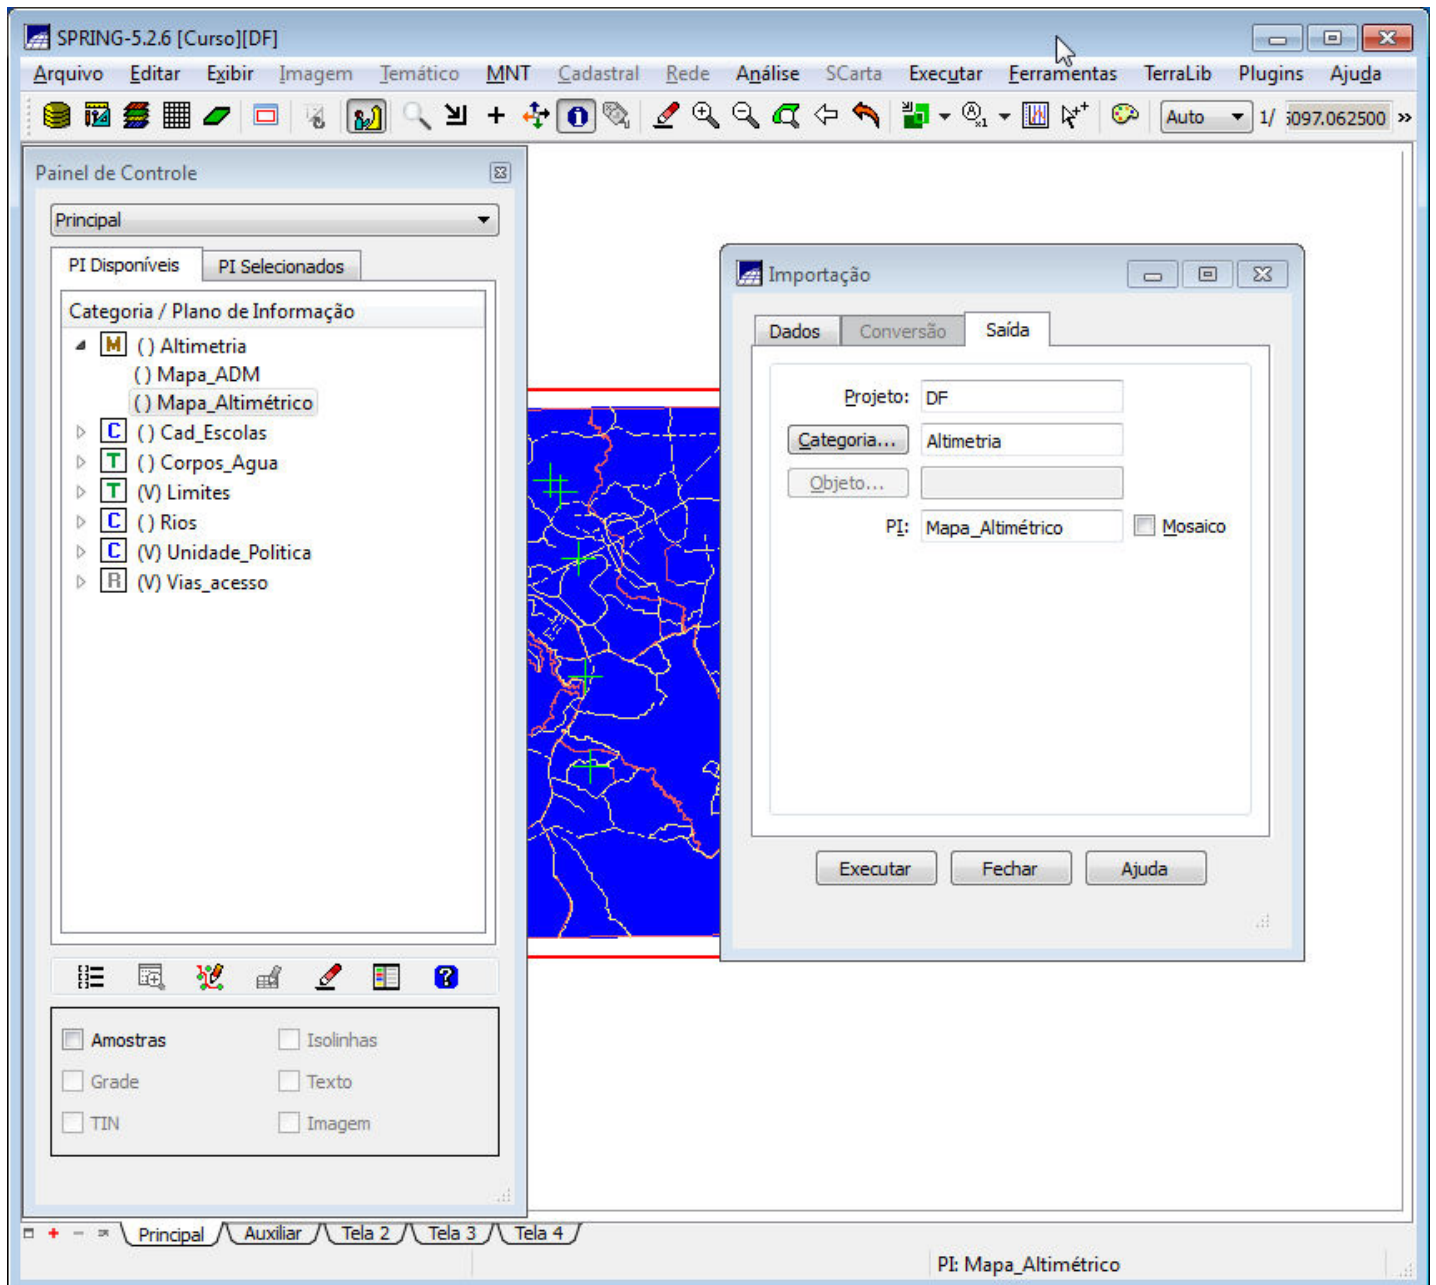 SPRING-5.2.6 [Curso][DF]
Arquivo Editar Exibir Imagem Temático MNT Cadastral Rede Análise SCarta Executar Ferramentas TerraLib Plugins Ajuda
Auto 1/ 5097.062500 »
Painel de Controle
Principal
PI Disponíveis PI Selecionados
Categoria / Plano de Informação
M ( ) Altimetria
( ) Mapa_ADM
( ) Mapa_Altimétrico
C ( ) Cad_Escolas
T ( ) Corpos_Agua
T (V) Limites
C ( ) Rios
C (V) Unidade_Politica
R (V) Vias_acesso
Amostras Isolinhas
Grade Texto
TIN Imagem
Importação
Dados Conversão Saída
Projeto: DF
Categoria... Altimetria
Objeto...
PI: Mapa_Altimétrico Mosaico
Executar Fechar Ajuda
Principal Auxiliar Tela 2 Tela 3 Tela 4
PI: Mapa_Altimétrico